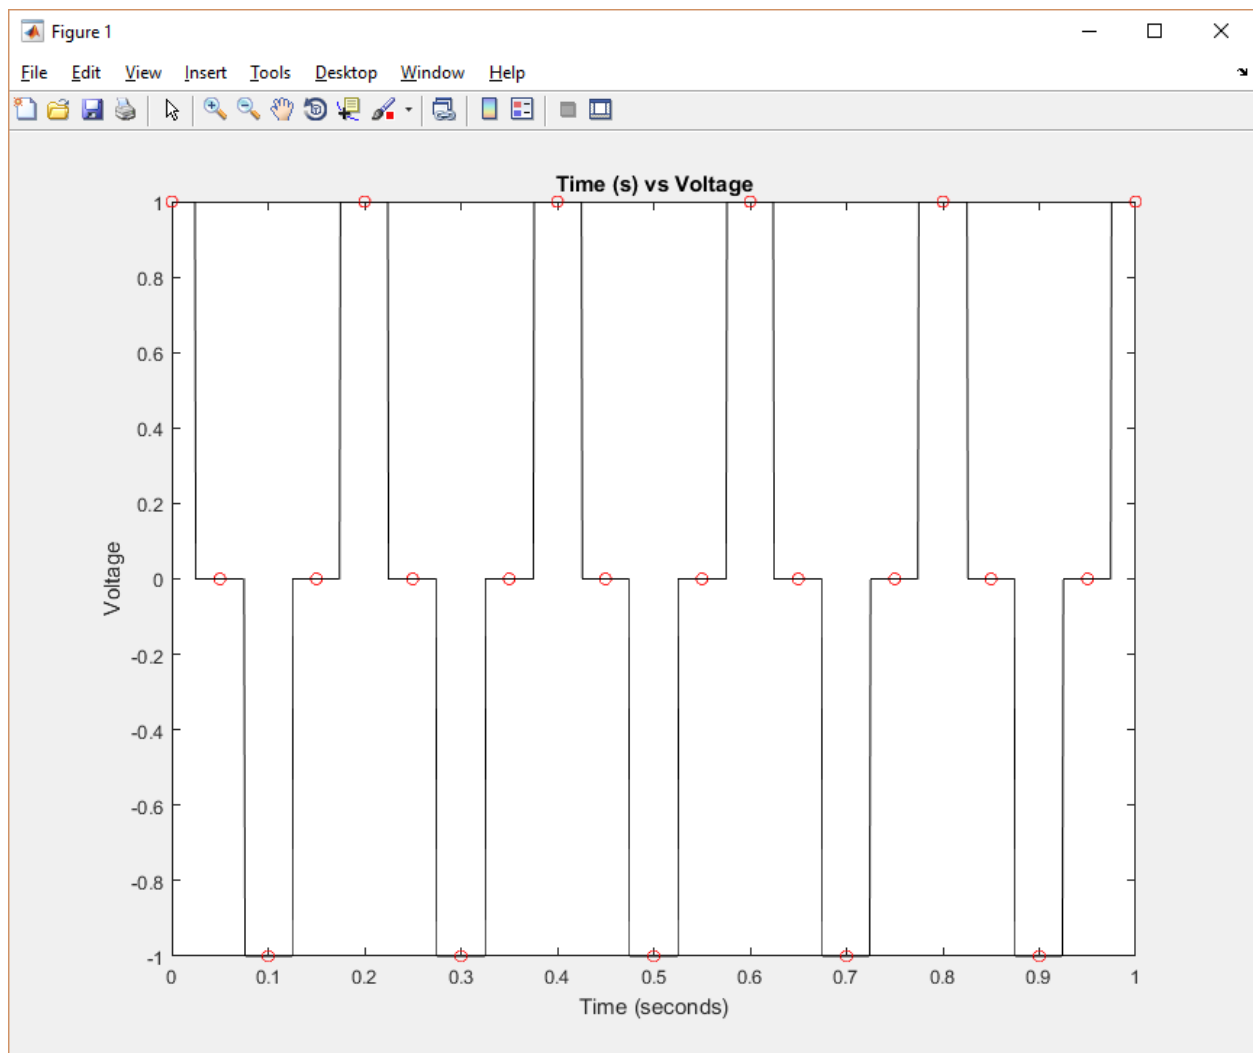 Figure 1
File Edit View Insert Tools Desktop Window Help
Time (s) vs Voltage
1
0.8
0.6
0.4
0.2
0
-0.2
-0.4
-0.6
-0.8
-1
Voltage
0 0.1 0.2 0.3 0.4 0.5 0.6 0.7 0.8 0.9 1
Time (seconds)